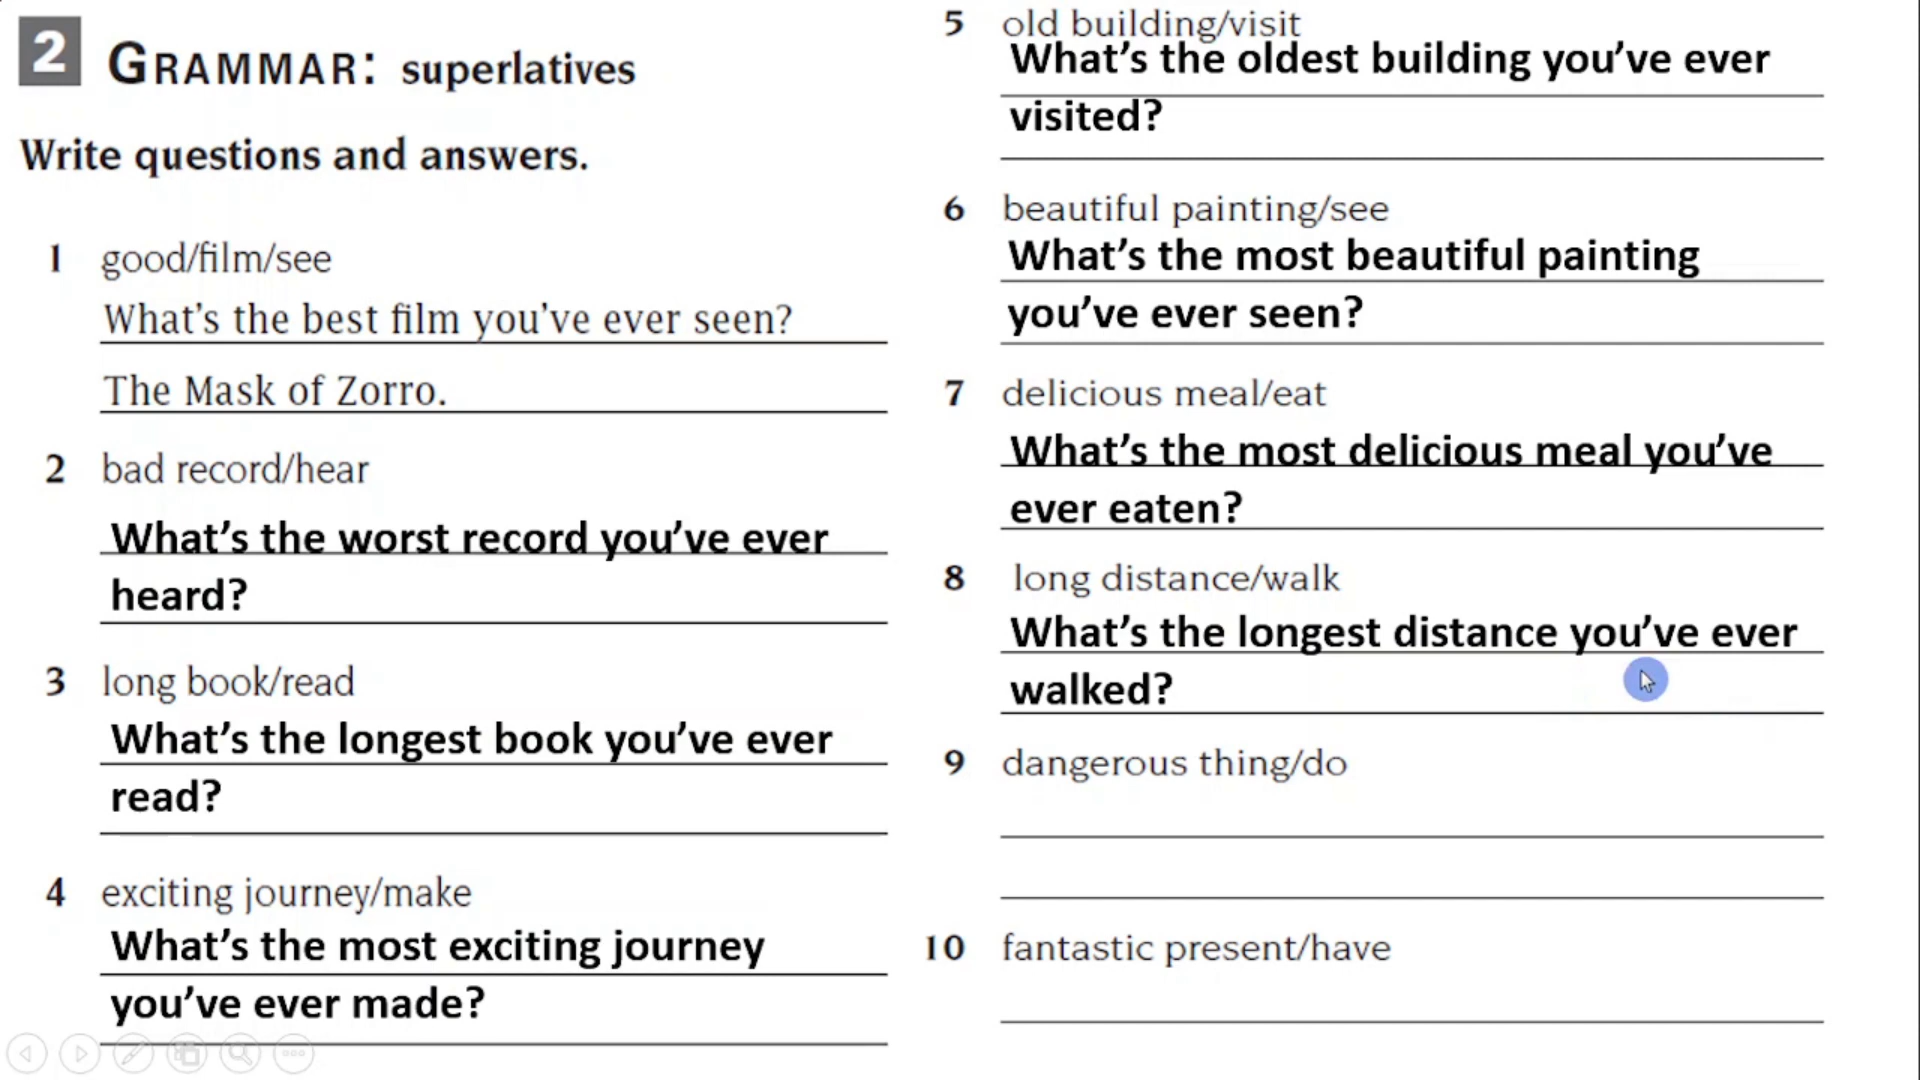 2 GRAMMAR: superlatives
Write questions and answers.
1 good/film/see
What's the best film you've ever seen?
The Mask of Zorro.
2 bad record/hear
What's the worst record you've ever
heard?
3 long book/read
What's the longest book you've ever
read?
4 exciting journey/make
What's the most exciting journey
you've ever made?
5 old building/visit
What's the oldest building you've ever
visited?
6 beautiful painting/see
What's the most beautiful painting
you've ever seen?
7 delicious meal/eat
What's the most delicious meal you've
ever eaten?
8 long distance/walk
What's the longest distance you've ever
walked?
9 dangerous thing/do
10 fantastic present/have